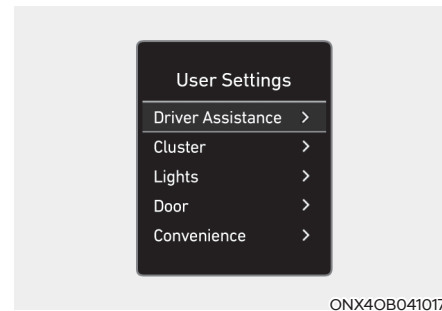 User Settings
Driver Assistance >
Cluster >
Lights >
Door >
Convenience >
ONX4OB041017